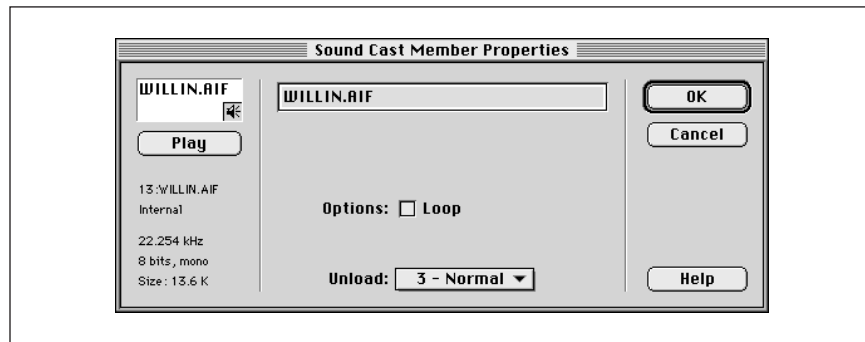 Sound Cast Member Properties
WILLIN.AIF
Play
13:WILLIN.AIF
Internal
22.254 kHz
8 bits, mono
Size: 13.6 K
WILLIN.AIF
Options: Loop
Unload: 3 - Normal
OK
Cancel
Help